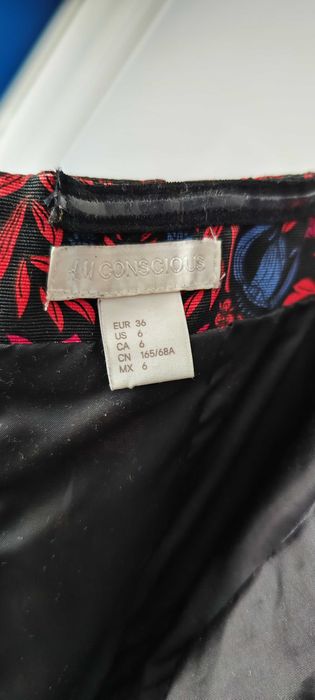 H&M CONSCIOUS
EUR 36
US 6
CA 6
CN 165/68A
MX 6